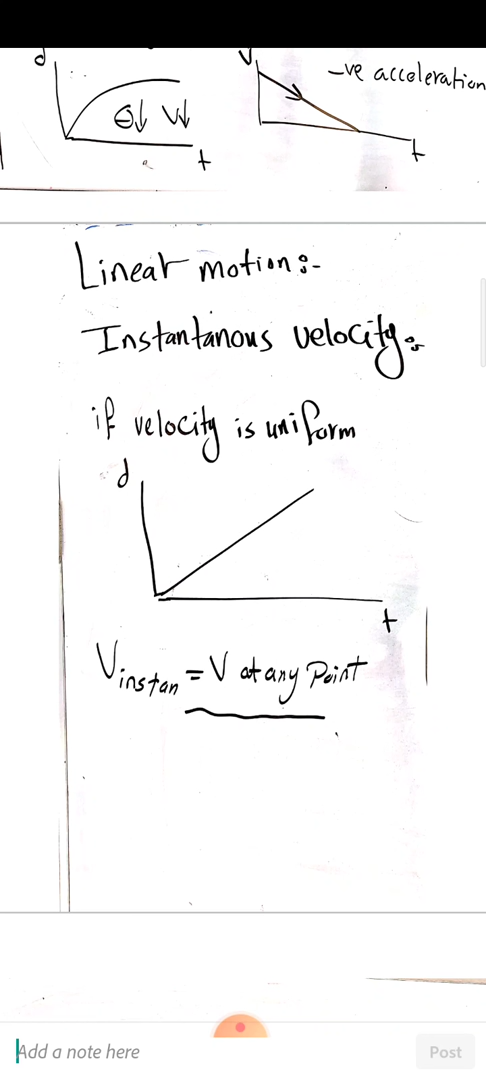 d
V
-ve acceleration
θ↓ V↓
t
t
Linear motion:-
Instantanous velocity:
if velocity is uniform
d
t
Vinstan = V at any Point
Add a note here
Post